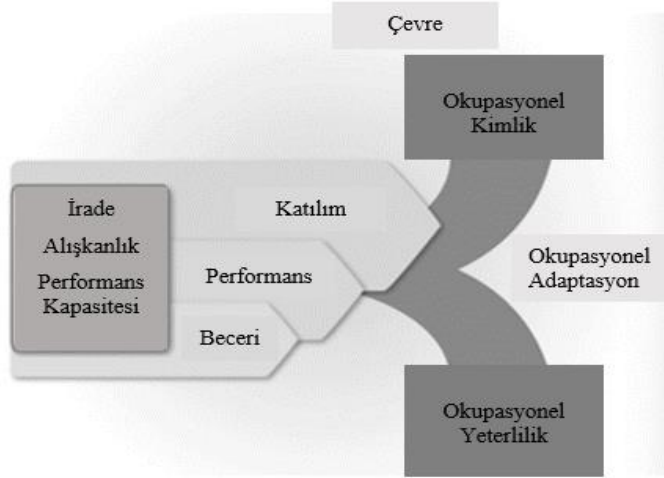 Çevre
Okupasyonel
Kimlik
İrade
Alışkanlık
Performans
Kapasitesi
Katılım
Performans
Beceri
Okupasyonel
Adaptasyon
Okupasyonel
Yeterlilik